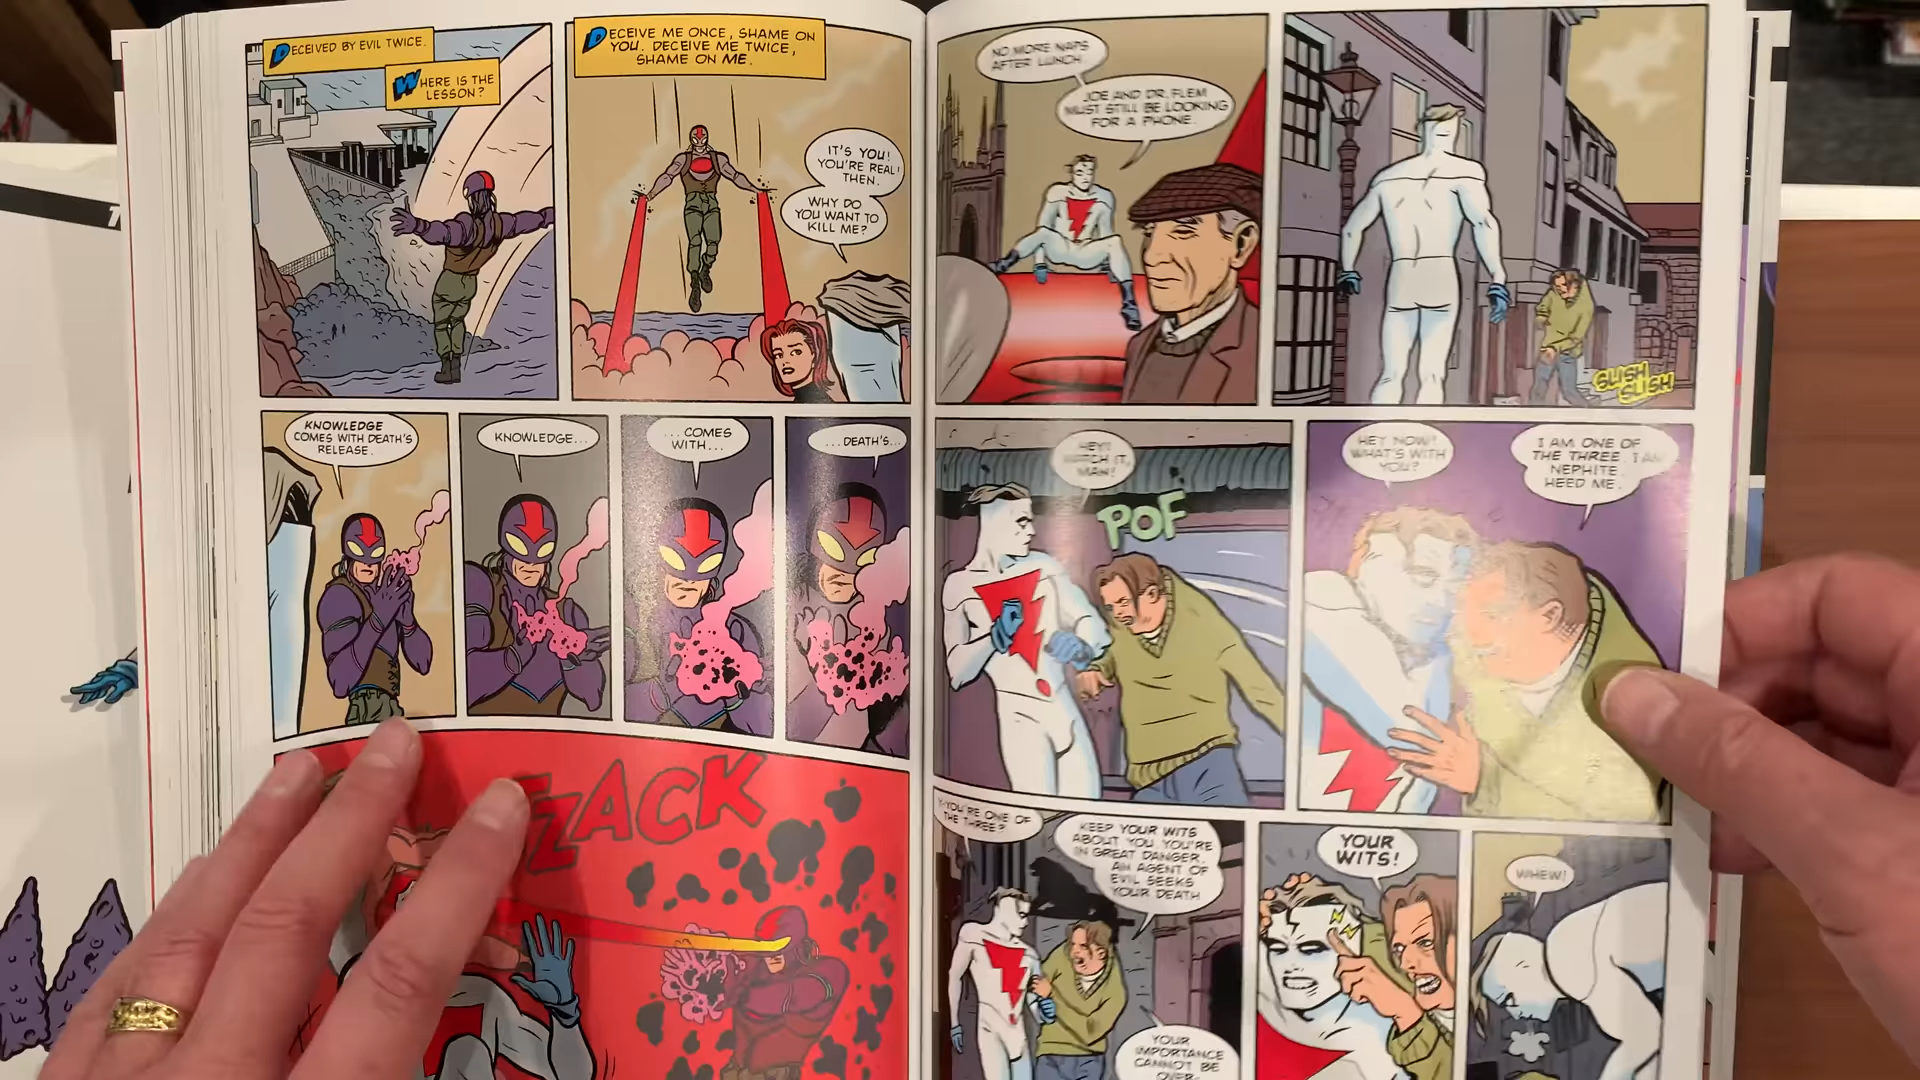 DECEIVED BY EVIL TWICE.
WHERE IS THE
LESSON?
DECEIVE ME ONCE, SHAME ON
YOU. DECEIVE ME TWICE,
SHAME ON ME.
IT'S YOU!
YOU'RE REAL!
THEN.
WHY DO
YOU WANT TO
KILL ME?
KNOWLEDGE
COMES WITH DEATH'S
RELEASE.
KNOWLEDGE...
...COMES
WITH...
...DEATH'S...
ZZACK
NO MORE NAPS
AFTER LUNCH.
JOE AND DR. FLEM
MUST STILL BE LOOKING
FOR A PHONE.
SLISH
SLISH
HEY!
WATCH IT,
MAN!
POF
HEY NOW!
WHAT'S WITH
YOU?
I AM ONE OF
THE THREE. I AM
NEPHITE.
HEED ME.
Y-YOU'RE ONE OF
THE THREE?
KEEP YOUR WITS
ABOUT YOU. YOU'RE
IN GREAT DANGER.
AN AGENT OF
EVIL SEEKS
YOUR DEATH
YOUR
IMPORTANCE
CANNOT BE
OVER-
YOUR
WITS!
WHEW!